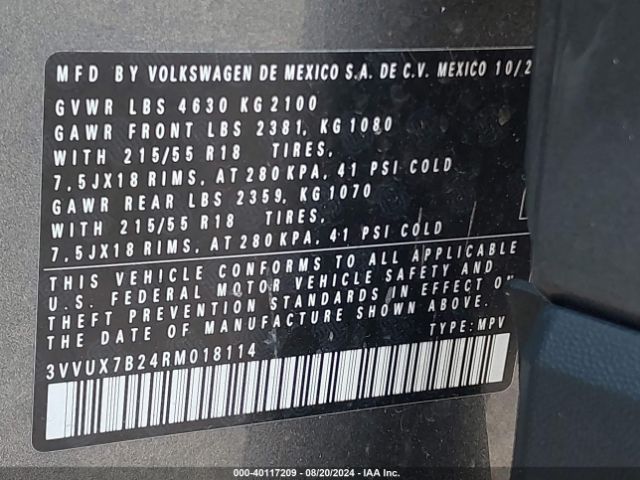 MFD BY VOLKSWAGEN DE MEXICO S.A. DE C.V. MEXICO 10/2
GVWR LBS 4630 KG 2100
GAWR FRONT LBS 2381, KG 1080
WITH 215/55 R18 TIRES,
7,5JX18 RIMS, AT 280 KPA, 41 PSI COLD
GAWR REAR LBS 2359, KG 1070
WITH 215/55 R18 TIRES,
7,5JX18 RIMS, AT 280 KPA, 41 PSI COLD
THIS VEHICLE CONFORMS TO ALL APPLICABLE
U.S. FEDERAL MOTOR VEHICLE SAFETY AND
THEFT PREVENTION STANDARDS IN EFFECT ON
THE DATE OF MANUFACTURE SHOWN ABOVE.
TYPE: MPV
3VVUX7B24RM018114
000-40117209 - 08/20/2024 - IAA Inc.